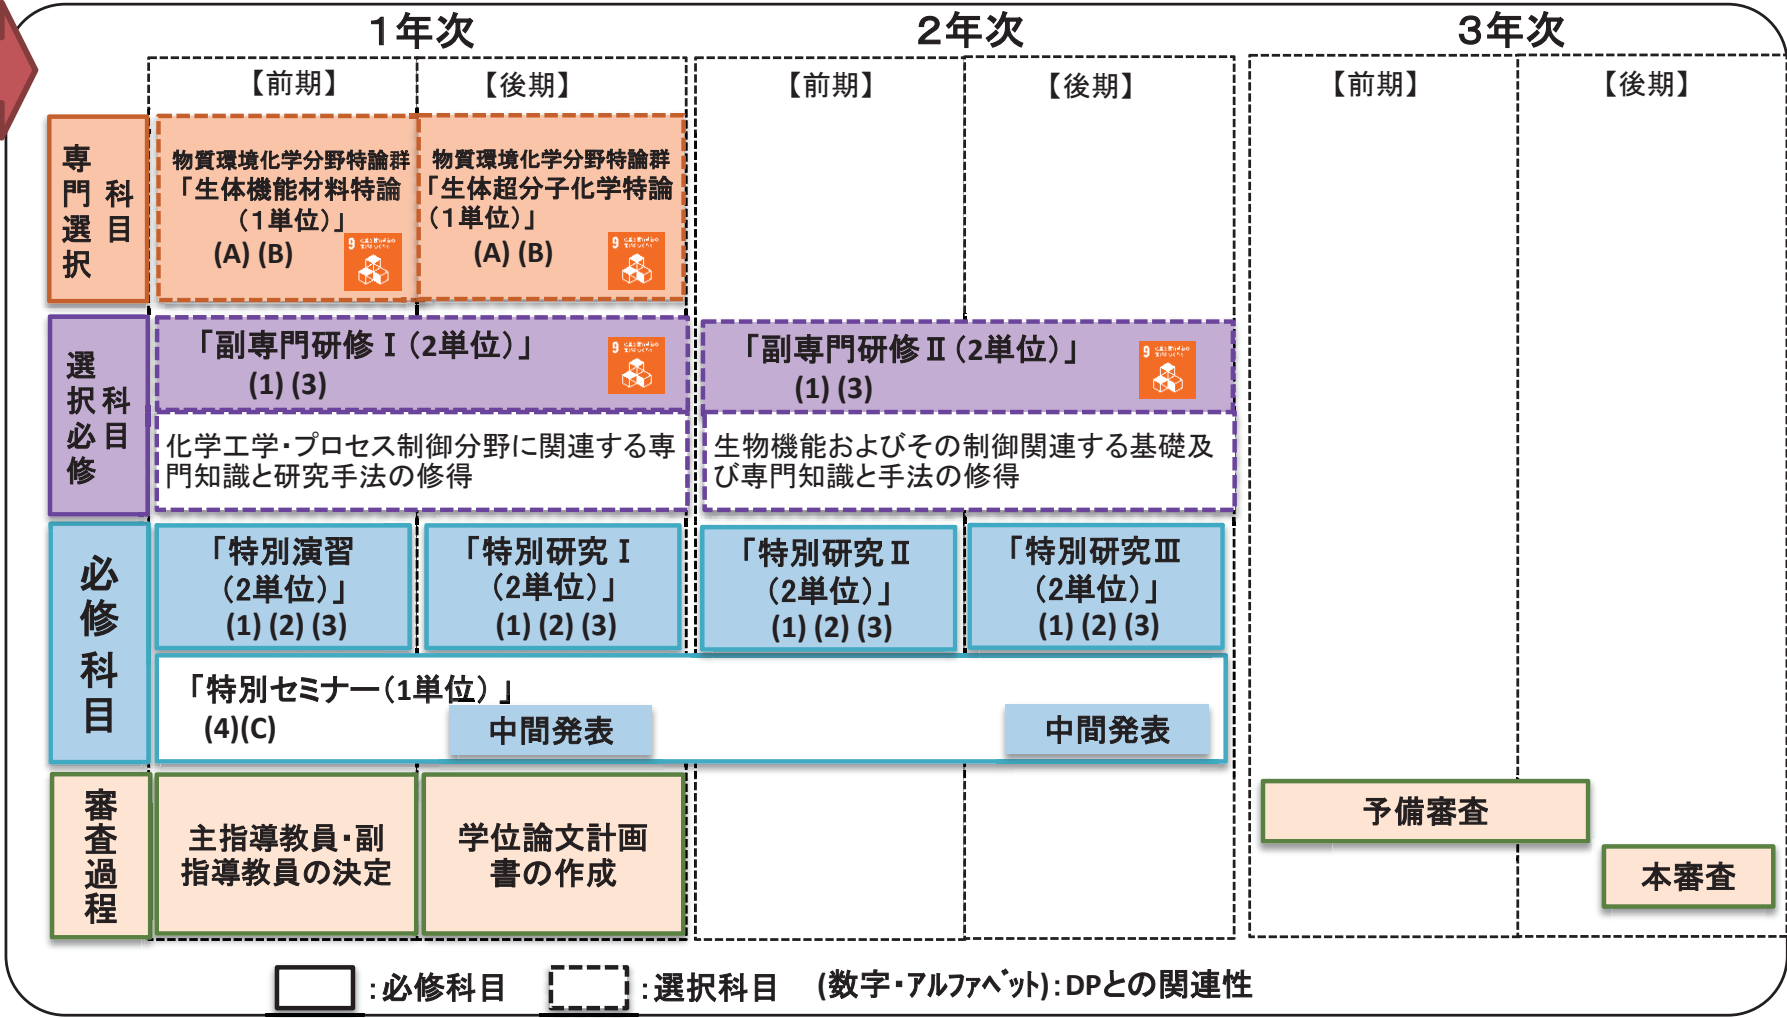 1年次
2年次
3年次
【前期】
【後期】
【前期】
【後期】
【前期】
【後期】
専門選択
科目
物質環境化学分野特論群
「生体機能材料特論
(1単位)」
(A) (B)
9
物質環境化学分野特論群
「生体超分子化学特論
(1単位)」
(A) (B)
9
選択必修
科目
「副専門研修Ⅰ(2単位)」
(1) (3)
9
化学工学・プロセス制御分野に関連する専
門知識と研究手法の修得
「副専門研修Ⅱ(2単位)」
(1) (3)
9
生物機能およびその制御関連する基礎及
び専門知識と手法の修得
必修科目
「特別演習
(2単位)」
(1) (2) (3)
「特別研究Ⅰ
(2単位)」
(1) (2) (3)
「特別研究Ⅱ
(2単位)」
(1) (2) (3)
「特別研究Ⅲ
(2単位)」
(1) (2) (3)
「特別セミナー(1単位)」
(4)(C)
中間発表
中間発表
審査過程
主指導教員・副
指導教員の決定
学位論文計画
書の作成
予備審査
本審査
:必修科目
:選択科目
(数字・アルファベット):DPとの関連性